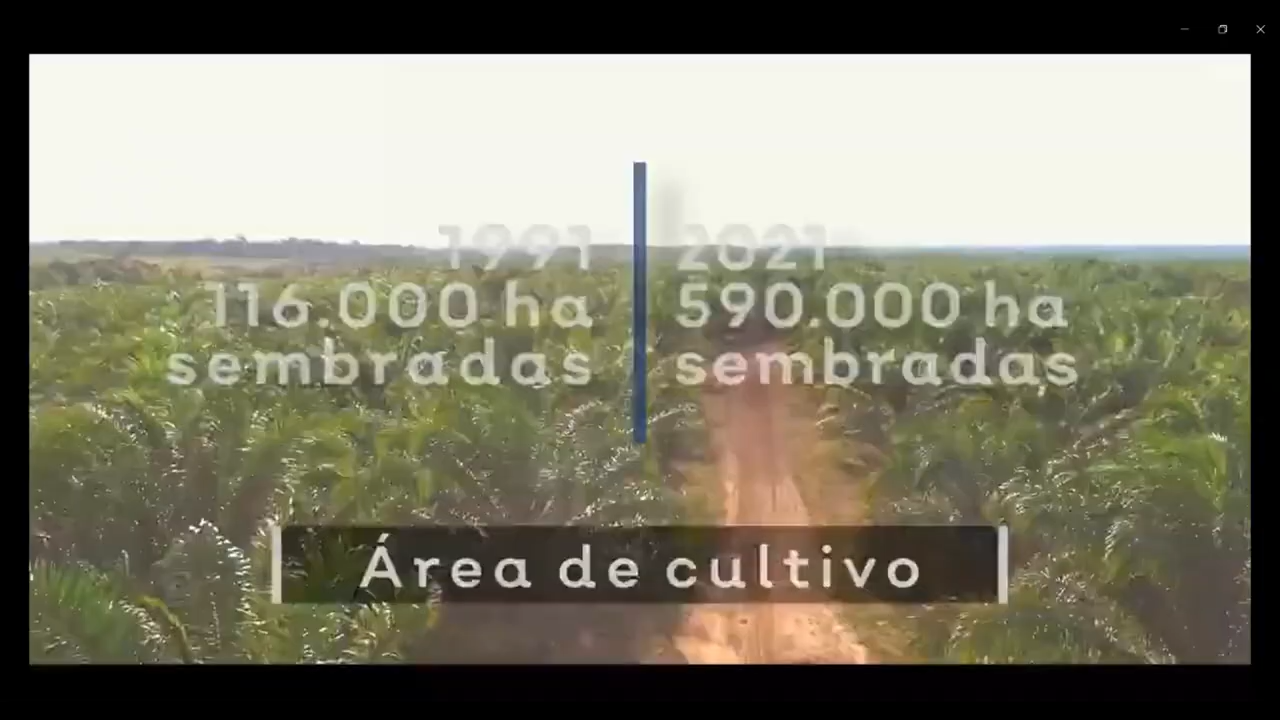 1991
116.000 ha
sembradas
2021
590.000 ha
sembradas
Área de cultivo